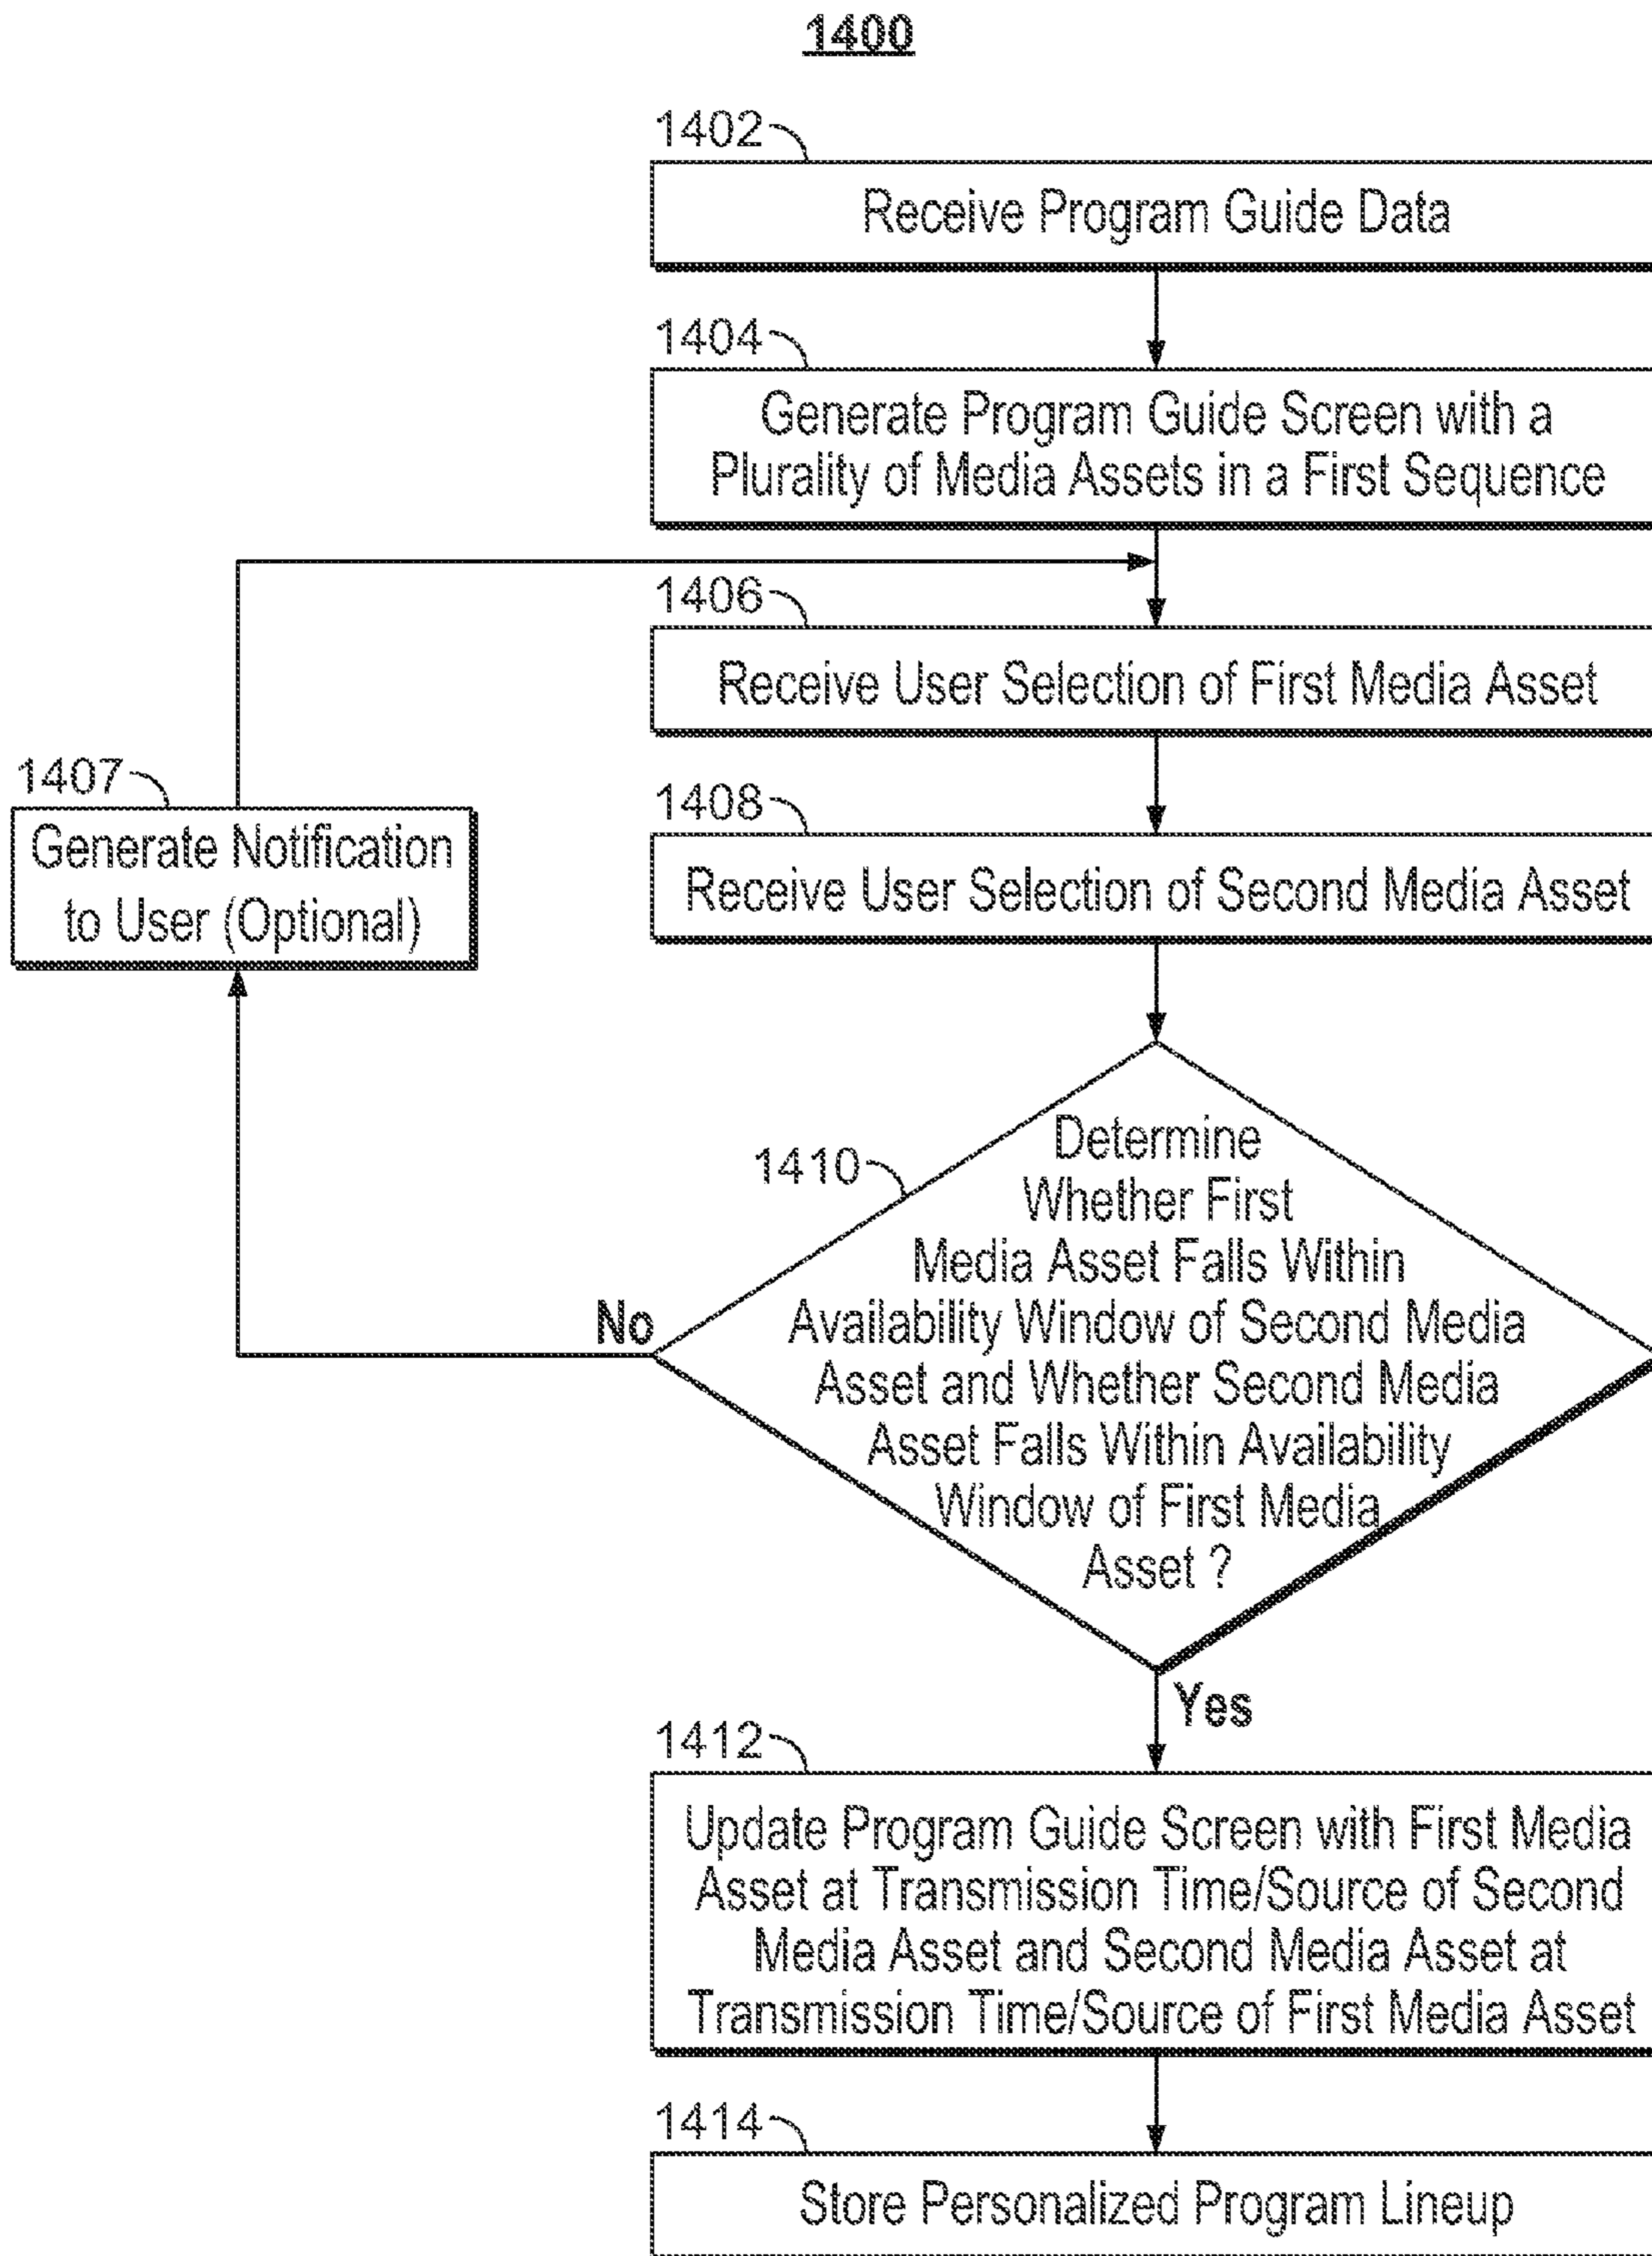 1400
1402
Receive Program Guide Data
1404
Generate Program Guide Screen with a
Plurality of Media Assets in a First Sequence
1406
Receive User Selection of First Media Asset
1407
Generate Notification
to User (Optional)
1408
Receive User Selection of Second Media Asset
1410
Determine
Whether First
Media Asset Falls Within
Availability Window of Second Media
Asset and Whether Second Media
Asset Falls Within Availability
Window of First Media
Asset ?
No
Yes
1412
Update Program Guide Screen with First Media
Asset at Transmission Time/Source of Second
Media Asset and Second Media Asset at
Transmission Time/Source of First Media Asset
1414
Store Personalized Program Lineup